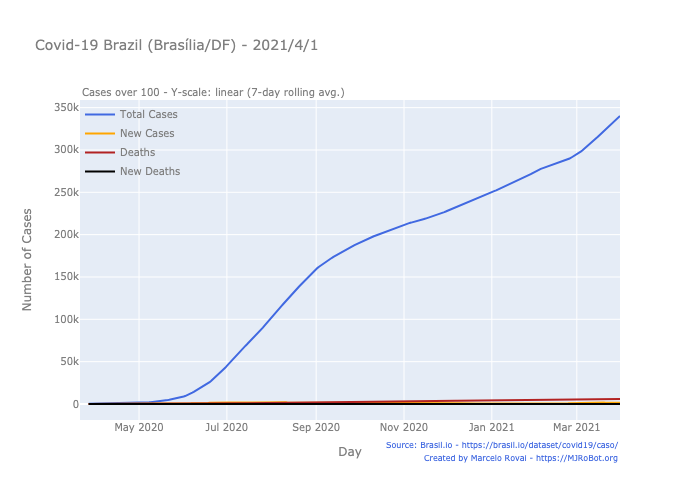 Covid-19 Brazil (Brasília/DF) - 2021/4/1
Cases over 100 - Y-scale: linear (7-day rolling avg.)
Total Cases
New Cases
Deaths
New Deaths
350k
300k
250k
200k
150k
100k
50k
0
Number of Cases
May 2020
Jul 2020
Sep 2020
Nov 2020
Jan 2021
Mar 2021
Day
Source: Brasil.io - https://brasil.io/dataset/covid19/caso/
Created by Marcelo Rovai - https://MJRoBot.org